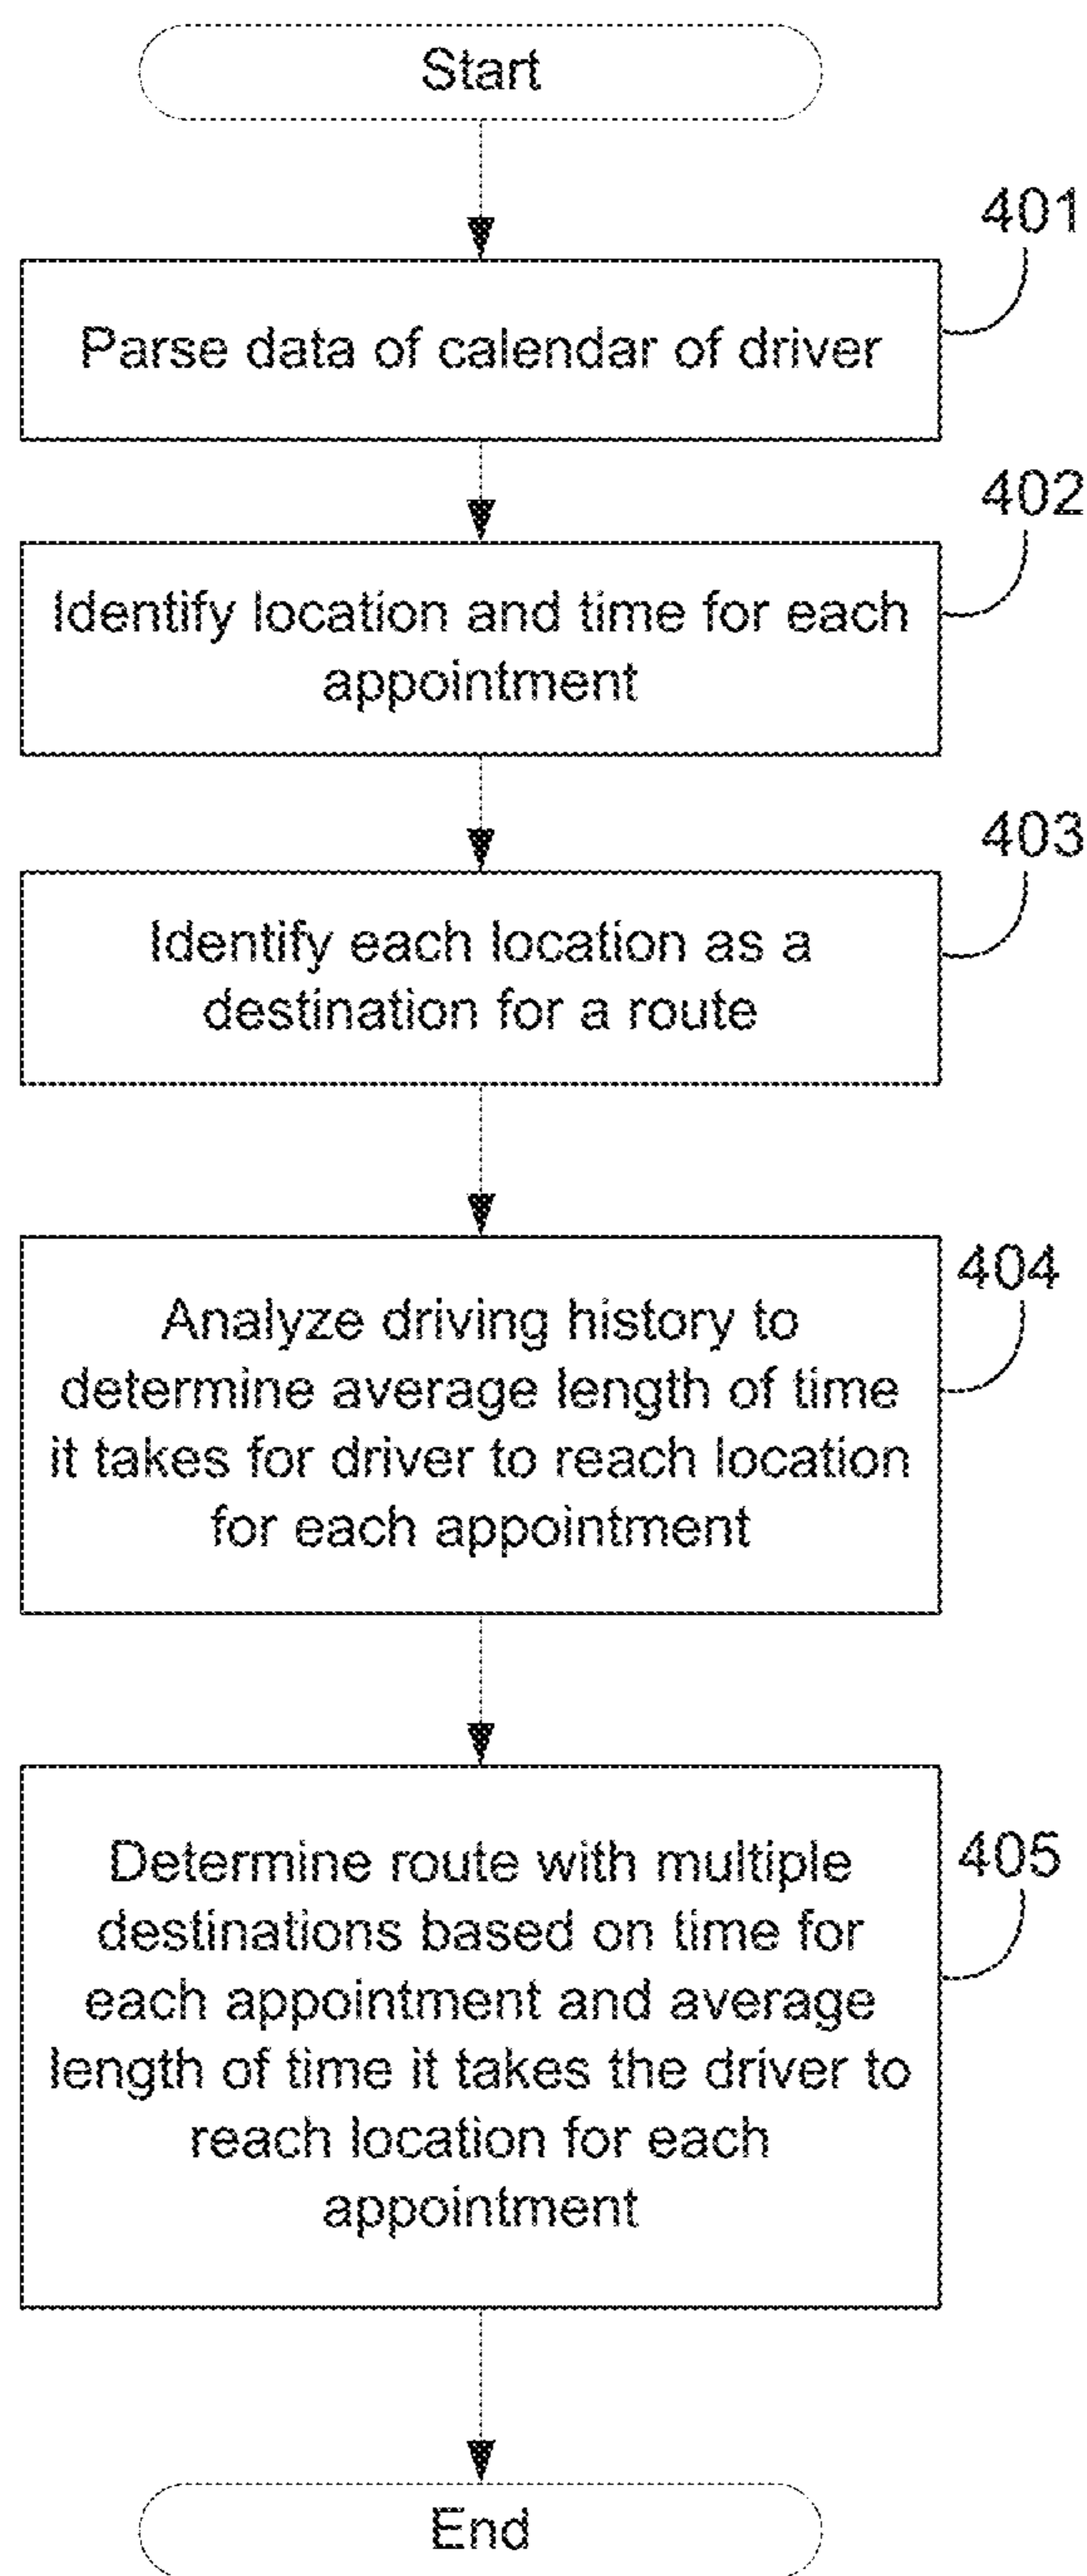 Start
401
Parse data of calendar of driver
402
Identify location and time for each
appointment
403
Identify each location as a
destination for a route
404
Analyze driving history to
determine average length of time
it takes for driver to reach location
for each appointment
405
Determine route with multiple
destinations based on time for
each appointment and average
length of time it takes the driver to
reach location for each
appointment
End